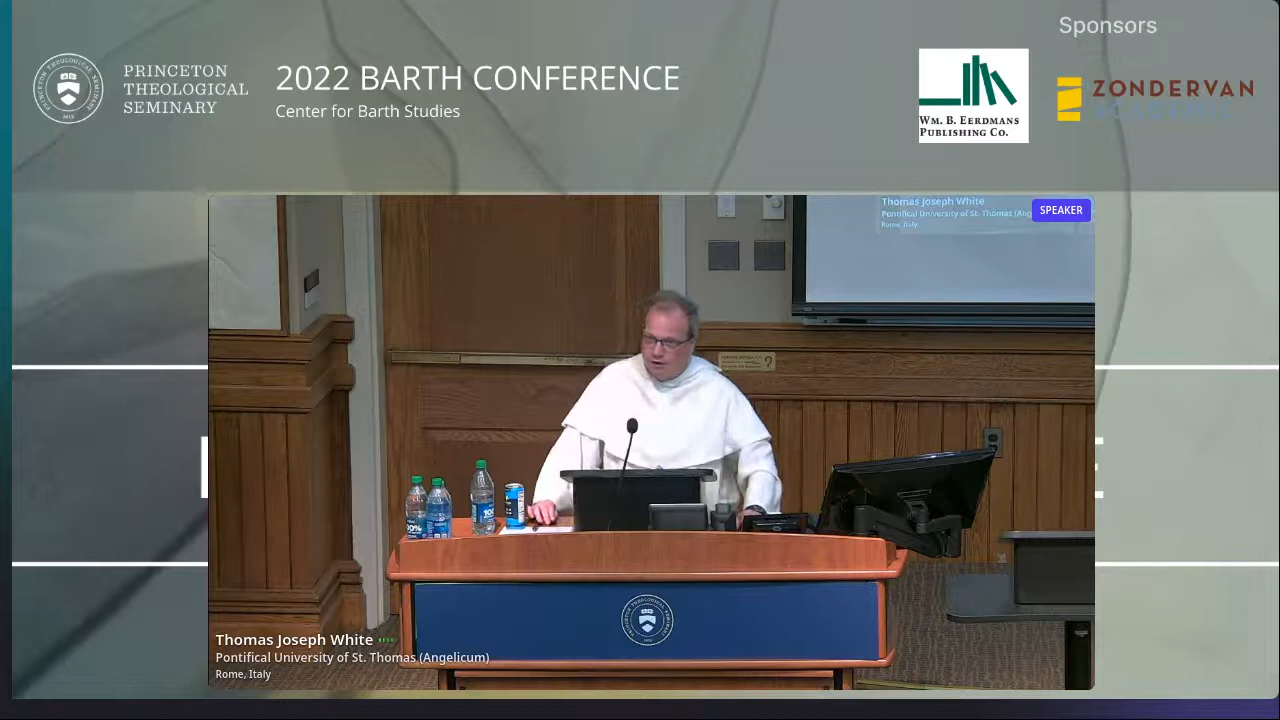 Sponsors
PRINCETON
THEOLOGICAL
SEMINARY
2022 BARTH CONFERENCE
Center for Barth Studies
WM. B. EERDMANS
PUBLISHING CO.
ZONDERVAN
ACADEMIC
Thomas Joseph White
Pontifical University of St. Thomas (Ang
Rome, Italy
SPEAKER
Thomas Joseph White
Pontifical University of St. Thomas (Angelicum)
Rome, Italy